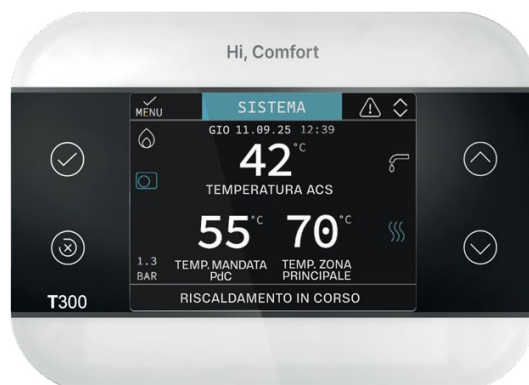 Hi, Comfort
MENU
SISTEMA
GIO 11.09.25 12:39
42°C
TEMPERATURA ACS
55°C 70°C
1.3
BAR
TEMP. MANDATA
PdC
TEMP. ZONA
PRINCIPALE
RISCALDAMENTO IN CORSO
T300